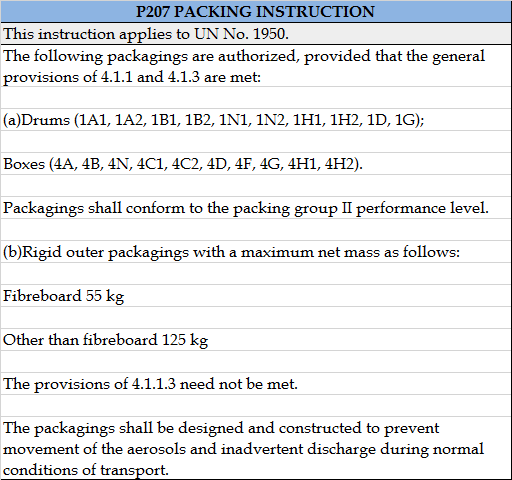 P207 PACKING INSTRUCTION
This instruction applies to UN No. 1950.
The following packagings are authorized, provided that the general
provisions of 4.1.1 and 4.1.3 are met:
(a)Drums (1A1, 1A2, 1B1, 1B2, 1N1, 1N2, 1H1, 1H2, 1D, 1G);
Boxes (4A, 4B, 4N, 4C1, 4C2, 4D, 4F, 4G, 4H1, 4H2).
Packagings shall conform to the packing group II performance level.
(b)Rigid outer packagings with a maximum net mass as follows:
Fibreboard 55 kg
Other than fibreboard 125 kg
The provisions of 4.1.1.3 need not be met.
The packagings shall be designed and constructed to prevent
movement of the aerosols and inadvertent discharge during normal
conditions of transport.